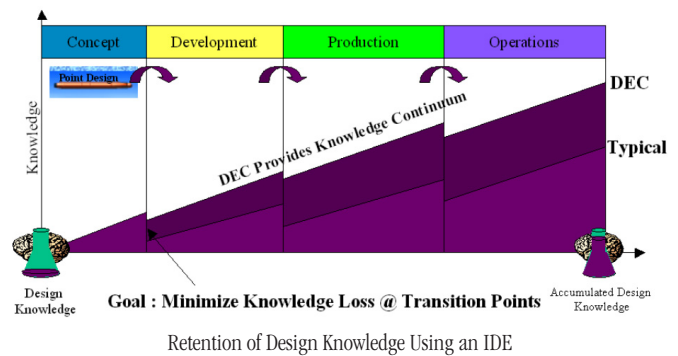 Concept
Development
Production
Operations
Point Design
DEC
Knowledge
DEC Provides Knowledge Continuum
Typical
Design
Knowledge
Goal : Minimize Knowledge Loss @ Transition Points
Accumulated Design
Knowledge
Retention of Design Knowledge Using an IDE